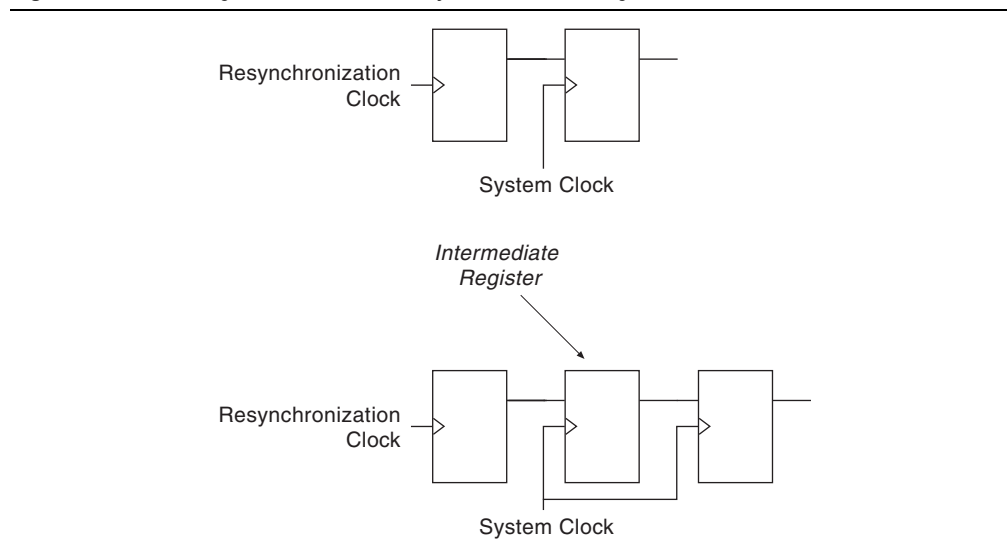 Resynchronization
Clock
System Clock
Intermediate
Register
Resynchronization
Clock
System Clock